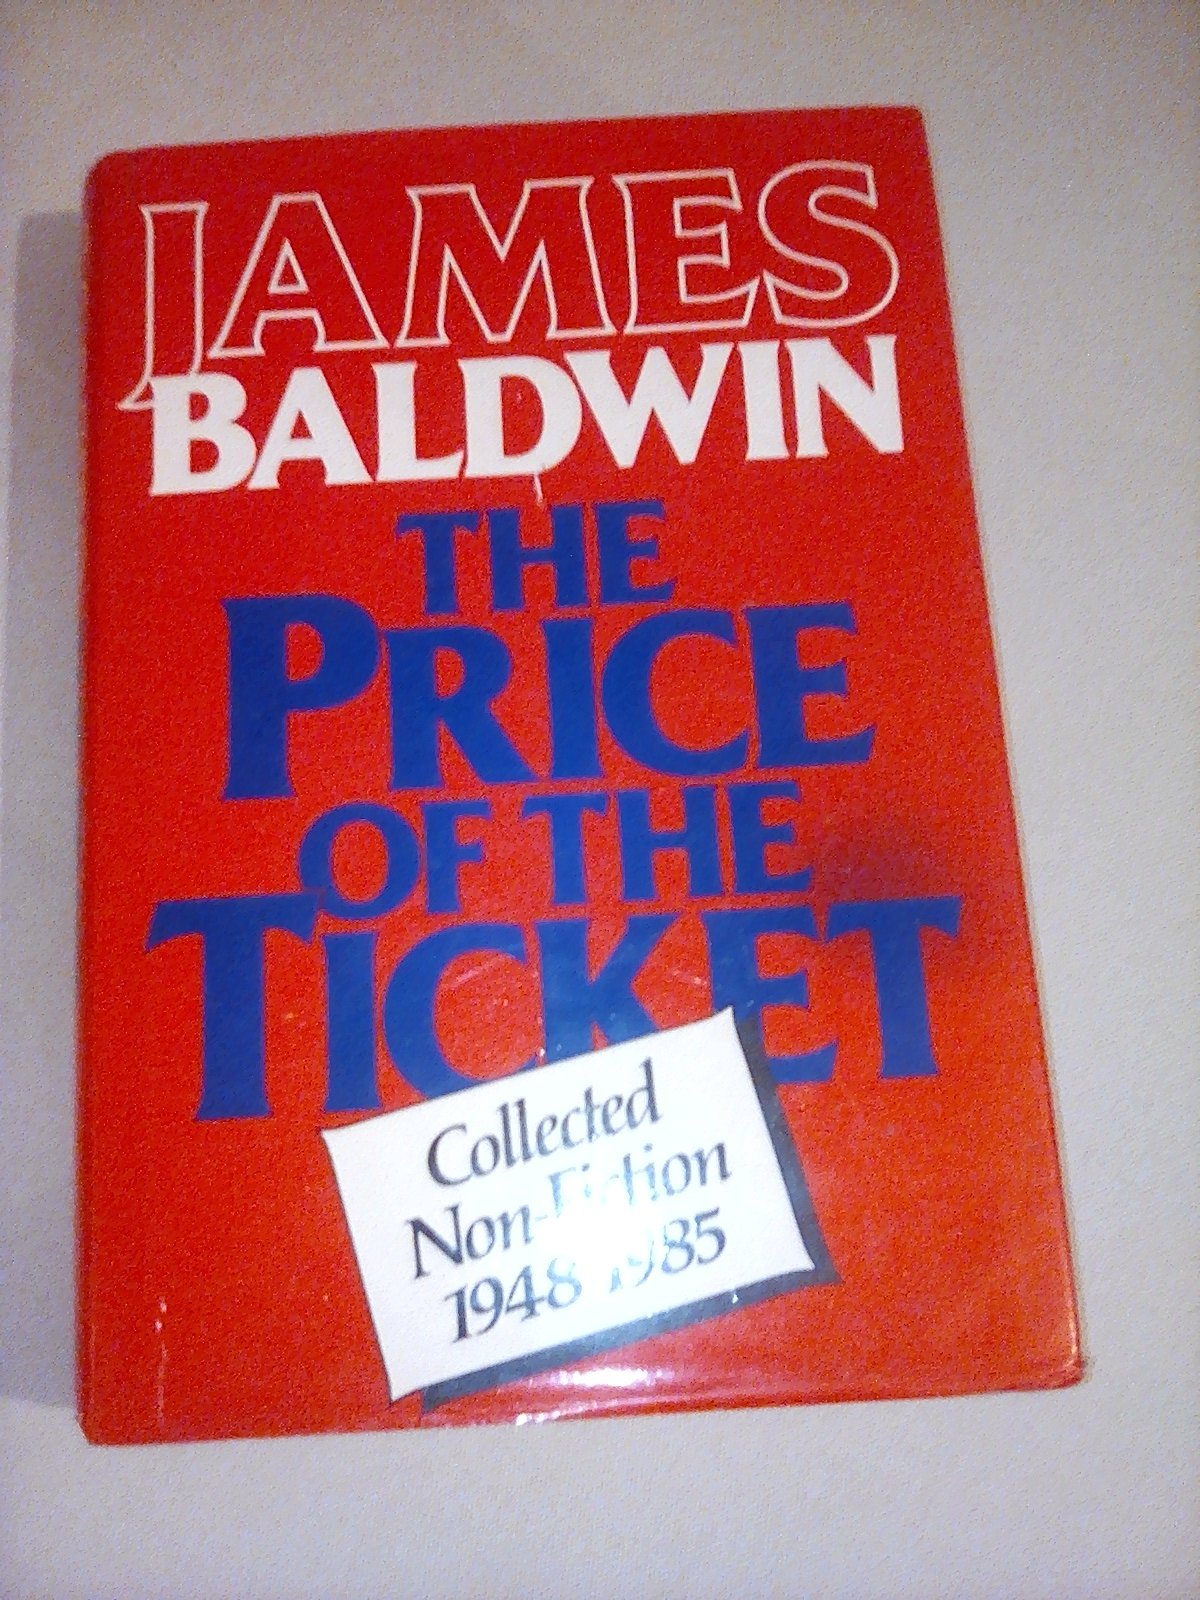 JAMES
BALDWIN
THE
PRICE
OF THE
TICKET
Collected
Non-Fiction
1948-1985